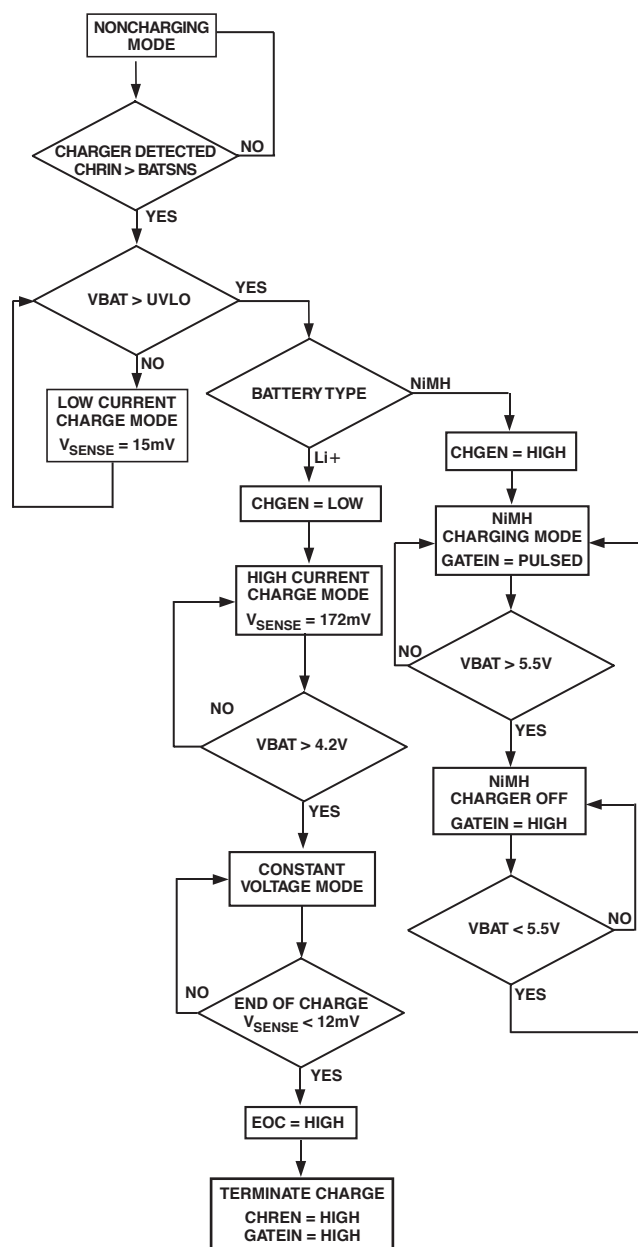 NONCHARGING
MODE
CHARGER DETECTED
CHRIN > BATSNS
NO
YES
VBAT > UVLO
YES
NO
LOW CURRENT
CHARGE MODE
VSENSE = 15mV
BATTERY TYPE
NiMH
Li+
CHGEN = HIGH
CHGEN = LOW
NiMH
CHARGING MODE
GATEIN = PULSED
HIGH CURRENT
CHARGE MODE
VSENSE = 172mV
NO
VBAT > 5.5V
YES
NO
VBAT > 4.2V
YES
NiMH
CHARGER OFF
GATEIN = HIGH
CONSTANT
VOLTAGE MODE
VBAT < 5.5V
NO
YES
NO
END OF CHARGE
VSENSE < 12mV
YES
EOC = HIGH
TERMINATE CHARGE
CHREN = HIGH
GATEIN = HIGH